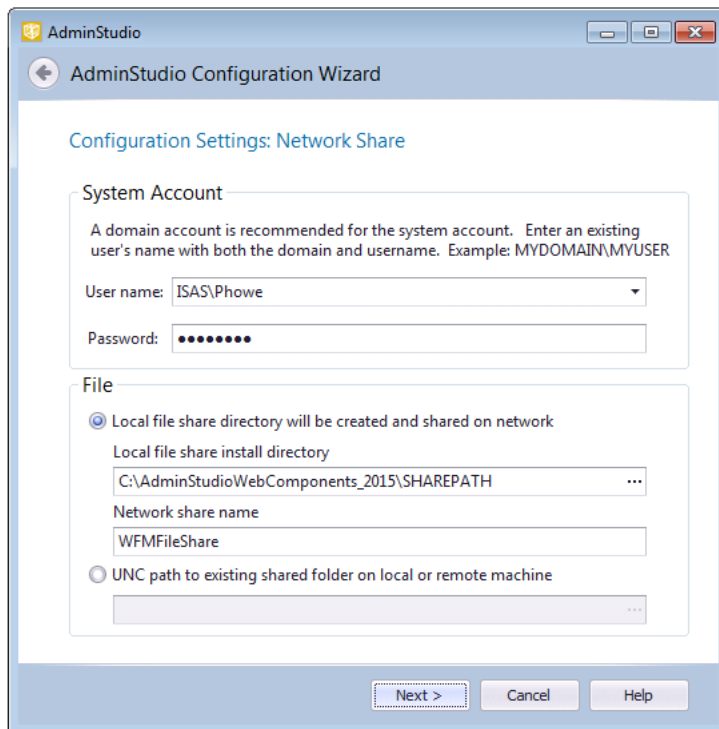 AdminStudio
AdminStudio Configuration Wizard
Configuration Settings: Network Share
System Account
A domain account is recommended for the system account. Enter an existing
user's name with both the domain and username. Example: MYDOMAIN\MYUSER
User name: ISAS\Phowe
Password: ●●●●●●●●
File
Local file share directory will be created and shared on network
Local file share install directory
C:\AdminStudioWebComponents_2015\SHAREPATH ...
Network share name
WFMFileShare
UNC path to existing shared folder on local or remote machine
...
Next > Cancel Help